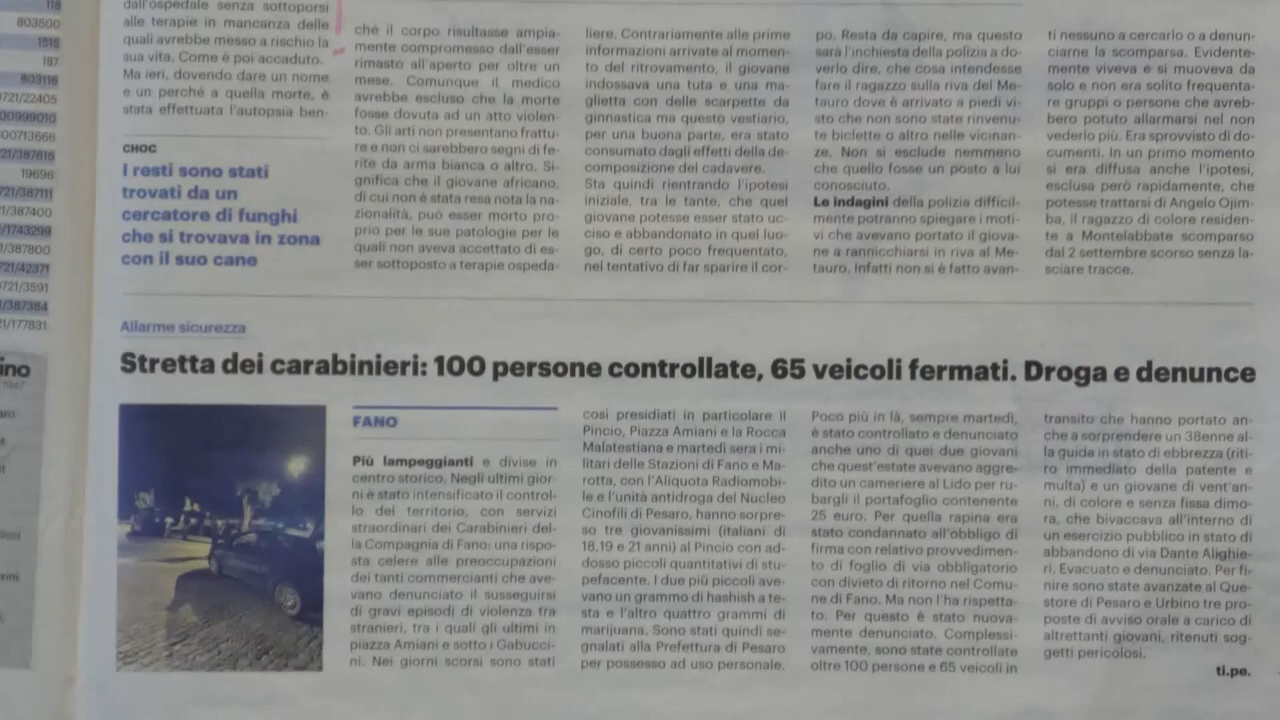 118
803500
1518
187
803116
0721/22405
800999010
800713666
0721/387616
19696
0721/387111
0721/387400
/1743299
/387800
0721/42371
0721/3591
/387384
0721/177831
ino
dall'ospedale senza sottoporsi
alle terapie in mancanza delle
quali avrebbe messo a rischio la
sua vita. Come è poi accaduto.
Ma ieri, dovendo dare un nome
e un perché a quella morte, è
stata effettuata l'autopsia ben-
CHOC
I resti sono stati
trovati da un
cercatore di funghi
che si trovava in zona
con il suo cane
ché il corpo risultasse ampia-
mente compromesso dall'esser
rimasto all'aperto per oltre un
mese. Comunque il medico
avrebbe escluso che la morte
fosse dovuta ad un atto violen-
to. Gli arti non presentano frattu-
re e non ci sarebbero segni di fe-
rite da arma bianca o altro. Si-
gnifica che il giovane africano,
di cui non è stata resa nota la na-
zionalità, può esser morto pro-
prio per le sue patologie per le
quali non aveva accettato di es-
ser sottoposto a terapie ospeda-
liere. Contrariamente alle prime
informazioni arrivate al momen-
to del ritrovamento, il giovane
indossava una tuta e una ma-
glietta con delle scarpette da
ginnastica ma questo vestiario,
per una buona parte, era stato
consumato dagli effetti della de-
composizione del cadavere.
Sta quindi rientrando l'ipotesi
iniziale, tra le tante, che quel
giovane potesse esser stato uc-
ciso e abbandonato in quel luo-
go, di certo poco frequentato,
nel tentativo di far sparire il cor-
po. Resta da capire, ma questo
sarà l'inchiesta della polizia a do-
verlo dire, che cosa intendesse
fare il ragazzo sulla riva del Me-
tauro dove è arrivato a piedi vi-
sto che non sono state rinvenu-
te biclette o altro nelle vicinan-
ze. Non si esclude nemmeno
che quello fosse un posto a lui
conosciuto.
Le indagini della polizia difficil-
mente potranno spiegare i moti-
vi che avevano portato il giova-
ne a rannicchiarsi in riva al Me-
tauro. Infatti non si è fatto avan-
ti nessuno a cercarlo o a denun-
ciarne la scomparsa. Evidente-
mente viveva e si muoveva da
solo e non era solito frequenta-
re gruppi o persone che avreb-
bero potuto allarmarsi nel non
vederlo più. Era sprovvisto di do-
cumenti. In un primo momento
si era diffusa anche l'ipotesi,
esclusa però rapidamente, che
potesse trattarsi di Angelo Ojim-
ba, il ragazzo di colore residen-
te a Montelabbate scomparso
dal 2 settembre scorso senza la-
sciare tracce.
Allarme sicurezza
Stretta dei carabinieri: 100 persone controllate, 65 veicoli fermati. Droga e denunce
FANO
Più lampeggianti e divise in
centro storico. Negli ultimi gior-
ni è stato intensificato il control-
lo del territorio, con servizi
straordinari dei Carabinieri del-
la Compagnia di Fano: una rispo-
sta celere alle preoccupazioni
dei tanti commercianti che ave-
vano denunciato il susseguirsi
di gravi episodi di violenza tra
stranieri, tra i quali gli ultimi in
piazza Amiani e sotto i Gabucci-
ni. Nei giorni scorsi sono stati
così presidiati in particolare il
Pincio, Piazza Amiani e la Rocca
Malatestiana e martedì sera i mi-
litari delle Stazioni di Fano e Ma-
rotta, con l'Aliquota Radiomobi-
le e l'unità antidroga del Nucleo
Cinofili di Pesaro, hanno sorpre-
so tre giovanissimi (italiani di
18,19 e 21 anni) al Pincio con ad-
dosso piccoli quantitativi di stu-
pefacente. I due più piccoli ave-
vano un grammo di hashish a te-
sta e l'altro quattro grammi di
marijuana. Sono stati quindi se-
gnalati alla Prefettura di Pesaro
per possesso ad uso personale.
Poco più in là, sempre martedì,
è stato controllato e denunciato
anche uno di quei due giovani
che quest'estate avevano aggre-
dito un cameriere al Lido per ru-
bargli il portafoglio contenente
25 euro. Per quella rapina era
stato condannato all'obbligo di
firma con relativo provvedimen-
to di foglio di via obbligatorio
con divieto di ritorno nel Comu-
ne di Fano. Ma non l'ha rispetta-
to. Per questo è stato nuova-
mente denunciato. Complessi-
vamente, sono state controllate
oltre 100 persone e 65 veicoli in
transito che hanno portato an-
che a sorprendere un 38enne al-
la guida in stato di ebbrezza (riti-
ro immediato della patente e
multa) e un giovane di vent'an-
ni, di colore e senza fissa dimo-
ra, che bivaccava all'interno di
un esercizio pubblico in stato di
abbandono di via Dante Alighie-
ri. Evacuato e denunciato. Per fi-
nire sono state avanzate al Que-
store di Pesaro e Urbino tre pro-
poste di avviso orale a carico di
altrettanti giovani, ritenuti sog-
getti pericolosi.
ti.pe.